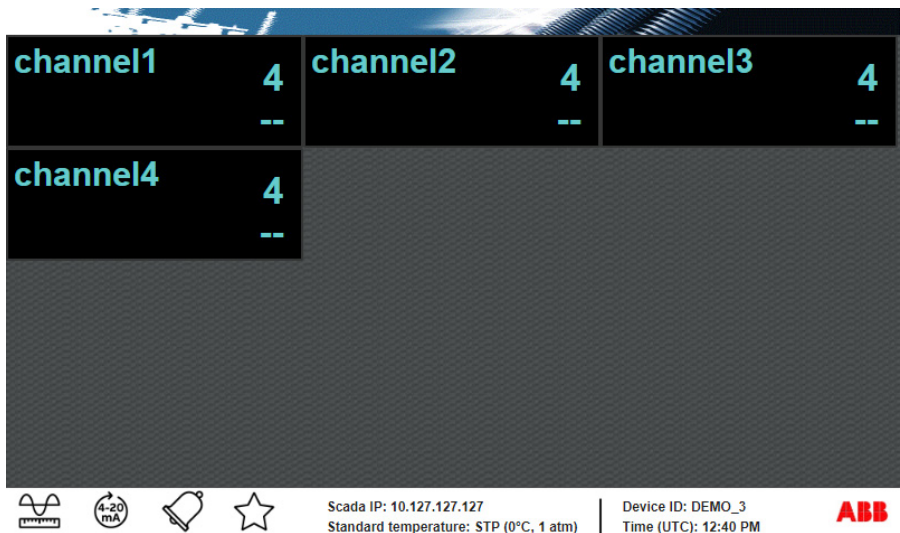 channel1
4
--
channel2
4
--
channel3
4
--
channel4
4
--
4-20
mA
Scada IP: 10.127.127.127
Standard temperature: STP (0°C, 1 atm)
Device ID: DEMO_3
Time (UTC): 12:40 PM
ABB